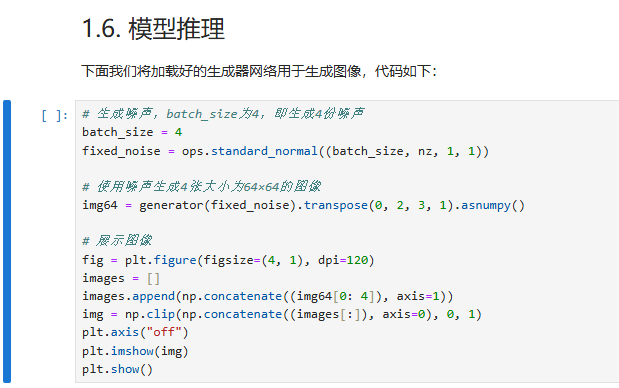 1.6. 模型推理
下面我们将加载好的生成器网络用于生成图像，代码如下：
[ ]:
# 生成噪声，batch_size为4，即生成4份噪声
batch_size = 4
fixed_noise = ops.standard_normal((batch_size, nz, 1, 1))
# 使用噪声生成4张大小为64×64的图像
img64 = generator(fixed_noise).transpose(0, 2, 3, 1).asnumpy()
# 展示图像
fig = plt.figure(figsize=(4, 1), dpi=120)
images = []
images.append(np.concatenate((img64[0: 4]), axis=1))
img = np.clip(np.concatenate((images[:]), axis=0), 0, 1)
plt.axis("off")
plt.imshow(img)
plt.show()